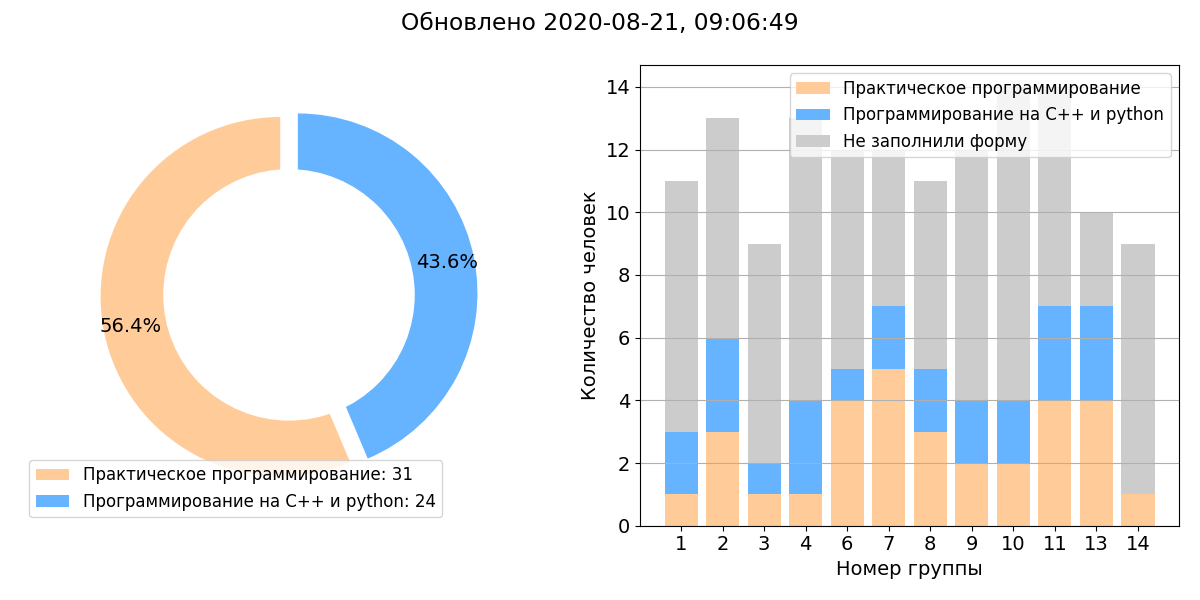 Обновлено 2020-08-21, 09:06:49
43.6%
56.4%
Практическое программирование: 31
Программирование на C++ и python: 24
Практическое программирование
Программирование на C++ и python
Не заполнили форму
Количество человек
14
12
10
8
6
4
2
0
1 2 3 4 6 7 8 9 10 11 13 14
Номер группы